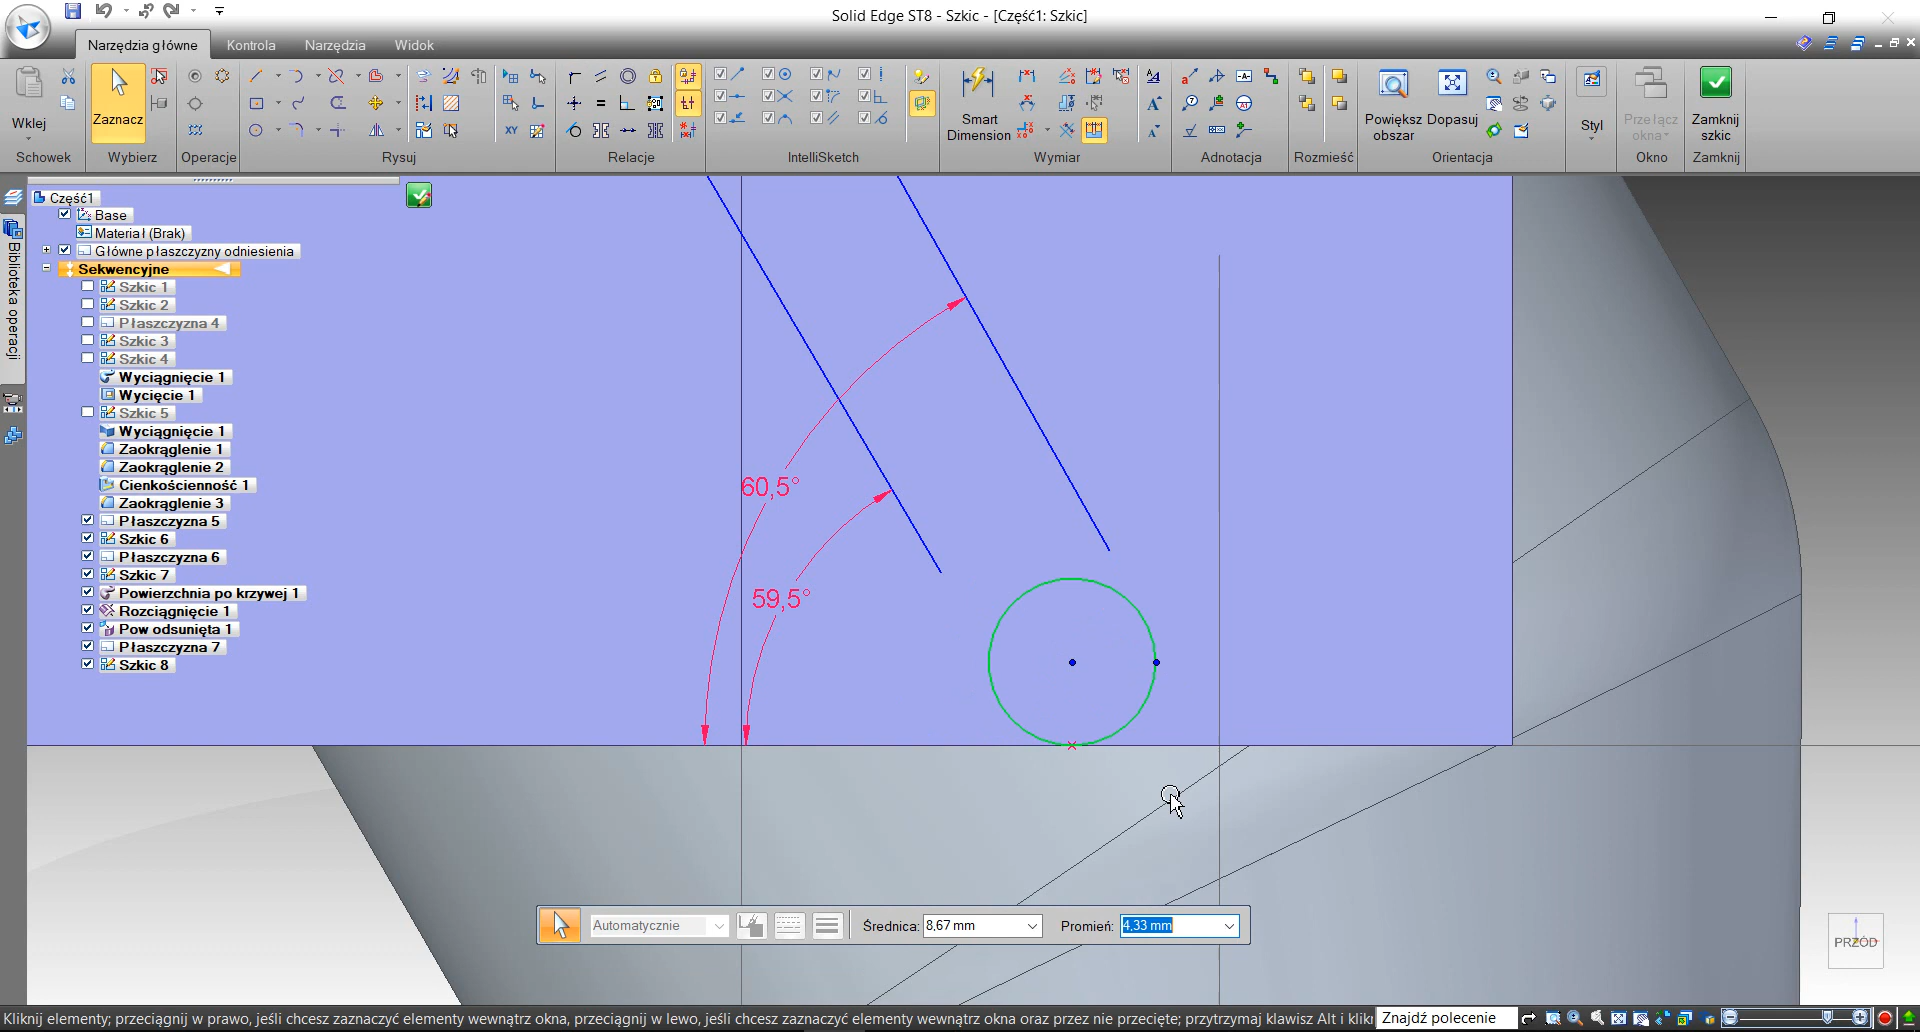 Solid Edge ST8 - Szkic - [Część1: Szkic]
Narzędzia główne
Kontrola
Narzędzia
Widok
Wklej
Zaznacz
Smart
Dimension
Powiększ
obszar
Dopasuj
Styl
Przełącz
okna
Zamknij
szkic
Schowek
Wybierz
Operacje
Rysuj
Relacje
IntelliSketch
Wymiar
Adnotacja
Rozmieść
Orientacja
Okno
Zamknij
Biblioteka operacji
Część1
Base
Materiał (Brak)
Główne płaszczyzny odniesienia
Sekwencyjne
Szkic 1
Szkic 2
Płaszczyzna 4
Szkic 3
Szkic 4
Wyciągnięcie 1
Wycięcie 1
Szkic 5
Wyciągnięcie 1
Zaokrąglenie 1
Zaokrąglenie 2
Cienkościenność 1
Zaokrąglenie 3
Płaszczyzna 5
Szkic 6
Płaszczyzna 6
Szkic 7
Powierzchnia po krzywej 1
Rozciągnięcie 1
Pow odsunięta 1
Płaszczyzna 7
Szkic 8
60,5°
59,5°
Automatycznie
Średnica: 8,67 mm
Promień: 4,33 mm
PRZÓD
Kliknij elementy; przeciągnij w prawo, jeśli chcesz zaznaczyć elementy wewnątrz okna, przeciągnij w lewo, jeśli chcesz zaznaczyć elementy wewnątrz okna oraz przez nie przecięte; przytrzymaj klawisz Alt i klik
Znajdź polecenie